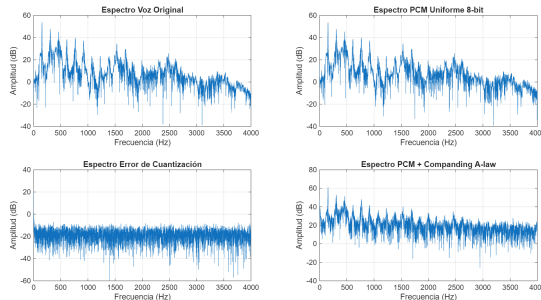 Espectro Voz Original
Amplitud (dB)
60
40
20
0
-20
-40
0 500 1000 1500 2000 2500 3000 3500 4000
Frecuencia (Hz)
Espectro PCM Uniforme 8-bit
Amplitud (dB)
60
40
20
0
-20
-40
0 500 1000 1500 2000 2500 3000 3500 4000
Frecuencia (Hz)
Espectro Error de Cuantización
Amplitud (dB)
40
20
0
-20
-40
-60
0 500 1000 1500 2000 2500 3000 3500 4000
Frecuencia (Hz)
Espectro PCM + Companding A-law
Amplitud (dB)
80
60
40
20
0
-20
-40
0 500 1000 1500 2000 2500 3000 3500
Frecuencia (Hz)